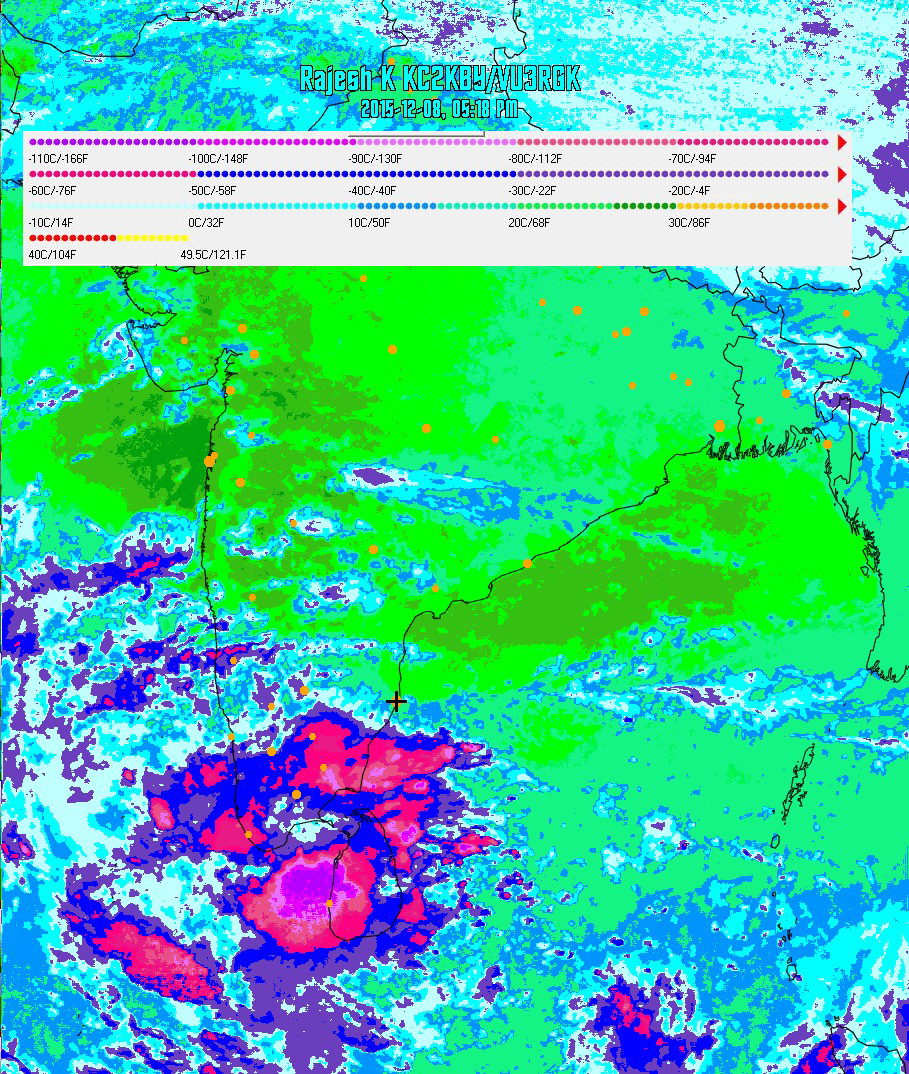 Rajesh K KC2KBY/VU3RGK
2015-12-08, 05:18 PM
-110C/-166F -100C/-148F -90C/-130F -80C/-112F -70C/-94F
-60C/-76F -50C/-58F -40C/-40F -30C/-22F -20C/-4F
-10C/14F 0C/32F 10C/50F 20C/68F 30C/86F
40C/104F 49.5C/121.1F